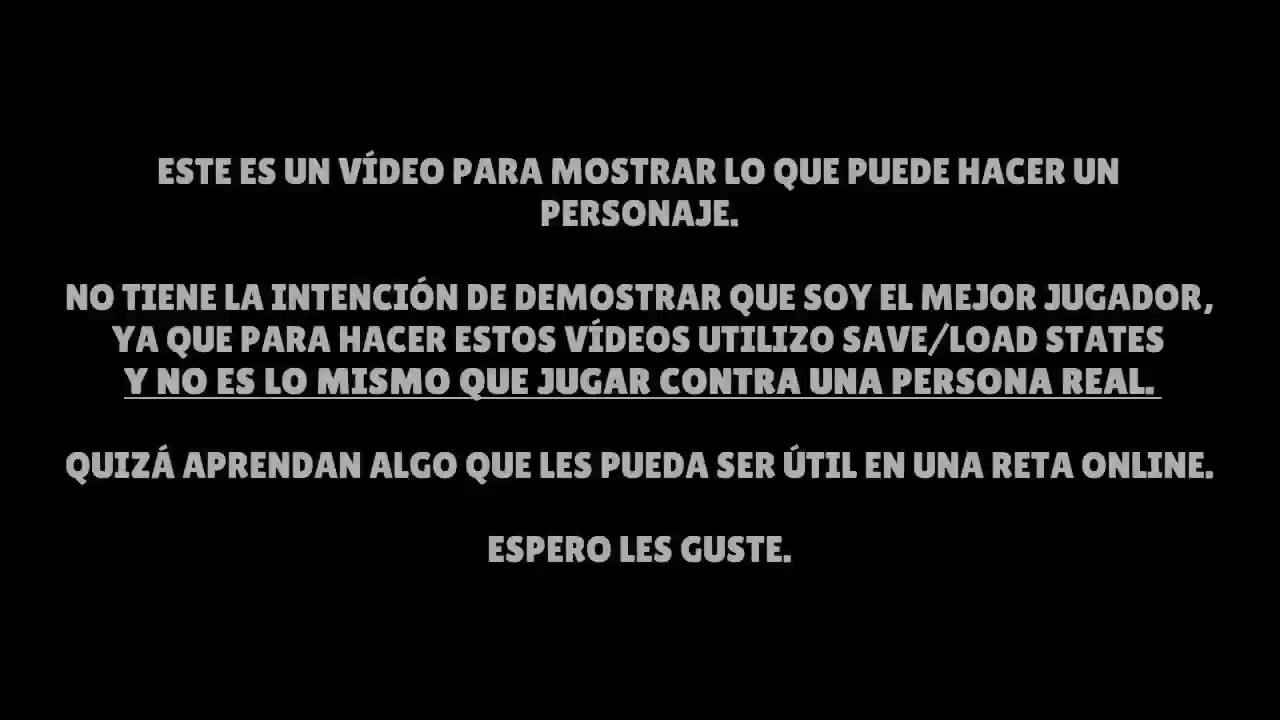 ESTE ES UN VÍDEO PARA MOSTRAR LO QUE PUEDE HACER UN
PERSONAJE.
NO TIENE LA INTENCIÓN DE DEMOSTRAR QUE SOY EL MEJOR JUGADOR,
YA QUE PARA HACER ESTOS VÍDEOS UTILIZO SAVE/LOAD STATES
Y NO ES LO MISMO QUE JUGAR CONTRA UNA PERSONA REAL.
QUIZÁ APRENDAN ALGO QUE LES PUEDA SER ÚTIL EN UNA RETA ONLINE.
ESPERO LES GUSTE.